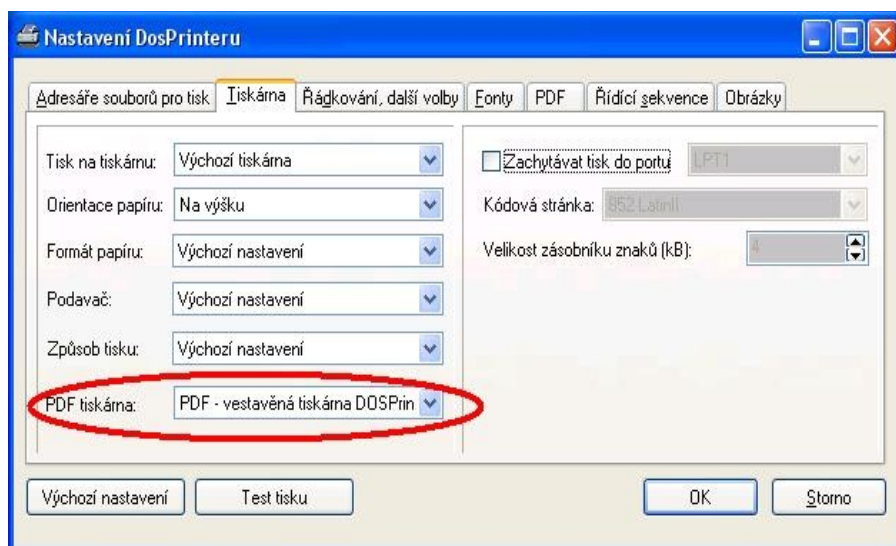 Nastavení DosPrinteru
Adresáře souborů pro tisk Tiskárna Řádkování, další volby Fonty PDF Řídící sekvence Obrázky
Tisk na tiskárnu: Výchozí tiskárna
Orientace papíru: Na výšku
Formát papíru: Výchozí nastavení
Podavač: Výchozí nastavení
Způsob tisku: Výchozí nastavení
PDF tiskárna: PDF - vestavěná tiskárna DOSPrin
Zachytávat tisk do portu LPT1
Kódová stránka: 852 LatinII
Velikost zásobníku znaků (kB): 4
Výchozí nastavení Test tisku OK Storno